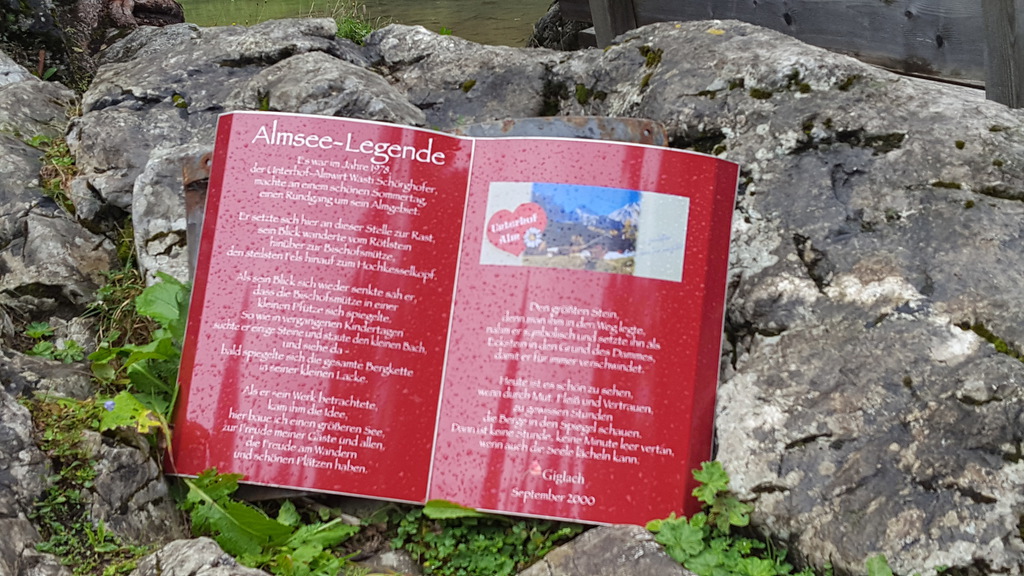 Almsee-Legende
Es war im Jahre 1978,
der Unterhof-Almwirt Wastl Schörghofer,
machte an einem schönen Sommertag,
einen Rundgang um sein Almgebiet.
Er setzte sich hier an dieser Stelle zur Rast,
sein Blick wanderte vom Rötlstein
hinüber zur Bischofsmütze,
den steilsten Fels hinauf zum Hochkesselkopf.
Als sein Blick sich wieder senkte sah er,
dass die Bischofsmütze in einer
kleinen Pfütze sich spiegelte.
So wie in vergangenen Kindertagen
suchte er einige Steine und staute den kleinen Bach,
und siehe da -
bald spiegelte sich die gesamte Bergkette
in seiner kleinen Lacke.
Als er sein Werk betrachtete,
kam ihm die Idee,
hier baue ich einen größeren See,
zur Freude meiner Gäste und allen,
die Freude am Wandern
und schönen Plätzen haben.
Unterhof
Alm
Den größten Stein,
denn man ihm in den Weg legte,
nahm er symbolisch und setzte ihn als
Eckstein in den Grund des Dammes,
damit er für immer verschwindet.
Heute ist es schön zu sehen,
wenn durch Mut, Fleiß und Vertrauen,
zu gewissen Stunden
die Berge in den Spiegel schauen.
Dann ist keine Stunde, keine Minute leer vertan,
wenn auch die Seele lächeln kann.
Giglach
September 2000